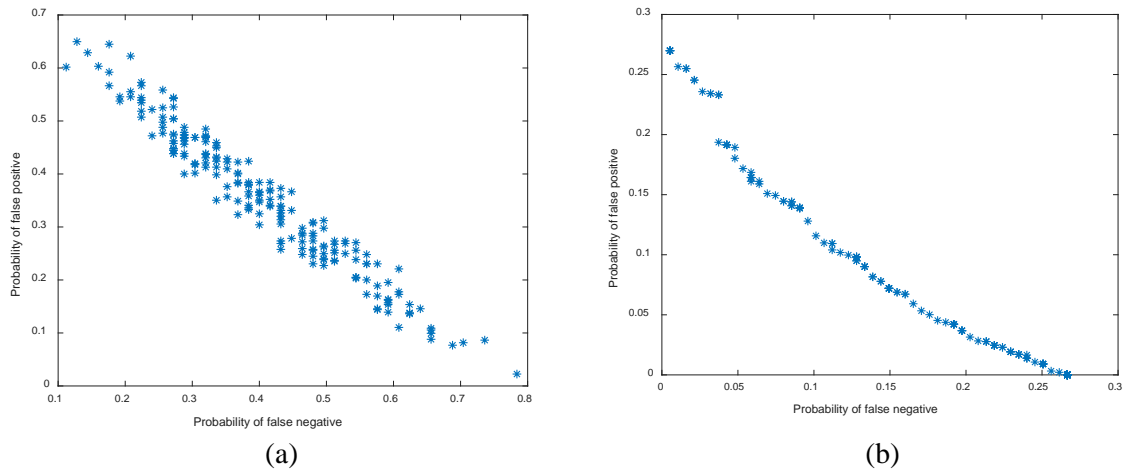 0.7
0.6
0.5
0.4
0.3
0.2
0.1
0
Probability of false positive
0.1 0.2 0.3 0.4 0.5 0.6 0.7 0.8
Probability of false negative
(a)
0.3
0.25
0.2
0.15
0.1
0.05
0
Probability of false positive
0 0.05 0.1 0.15 0.2 0.25 0.3
Probability of false negative
(b)